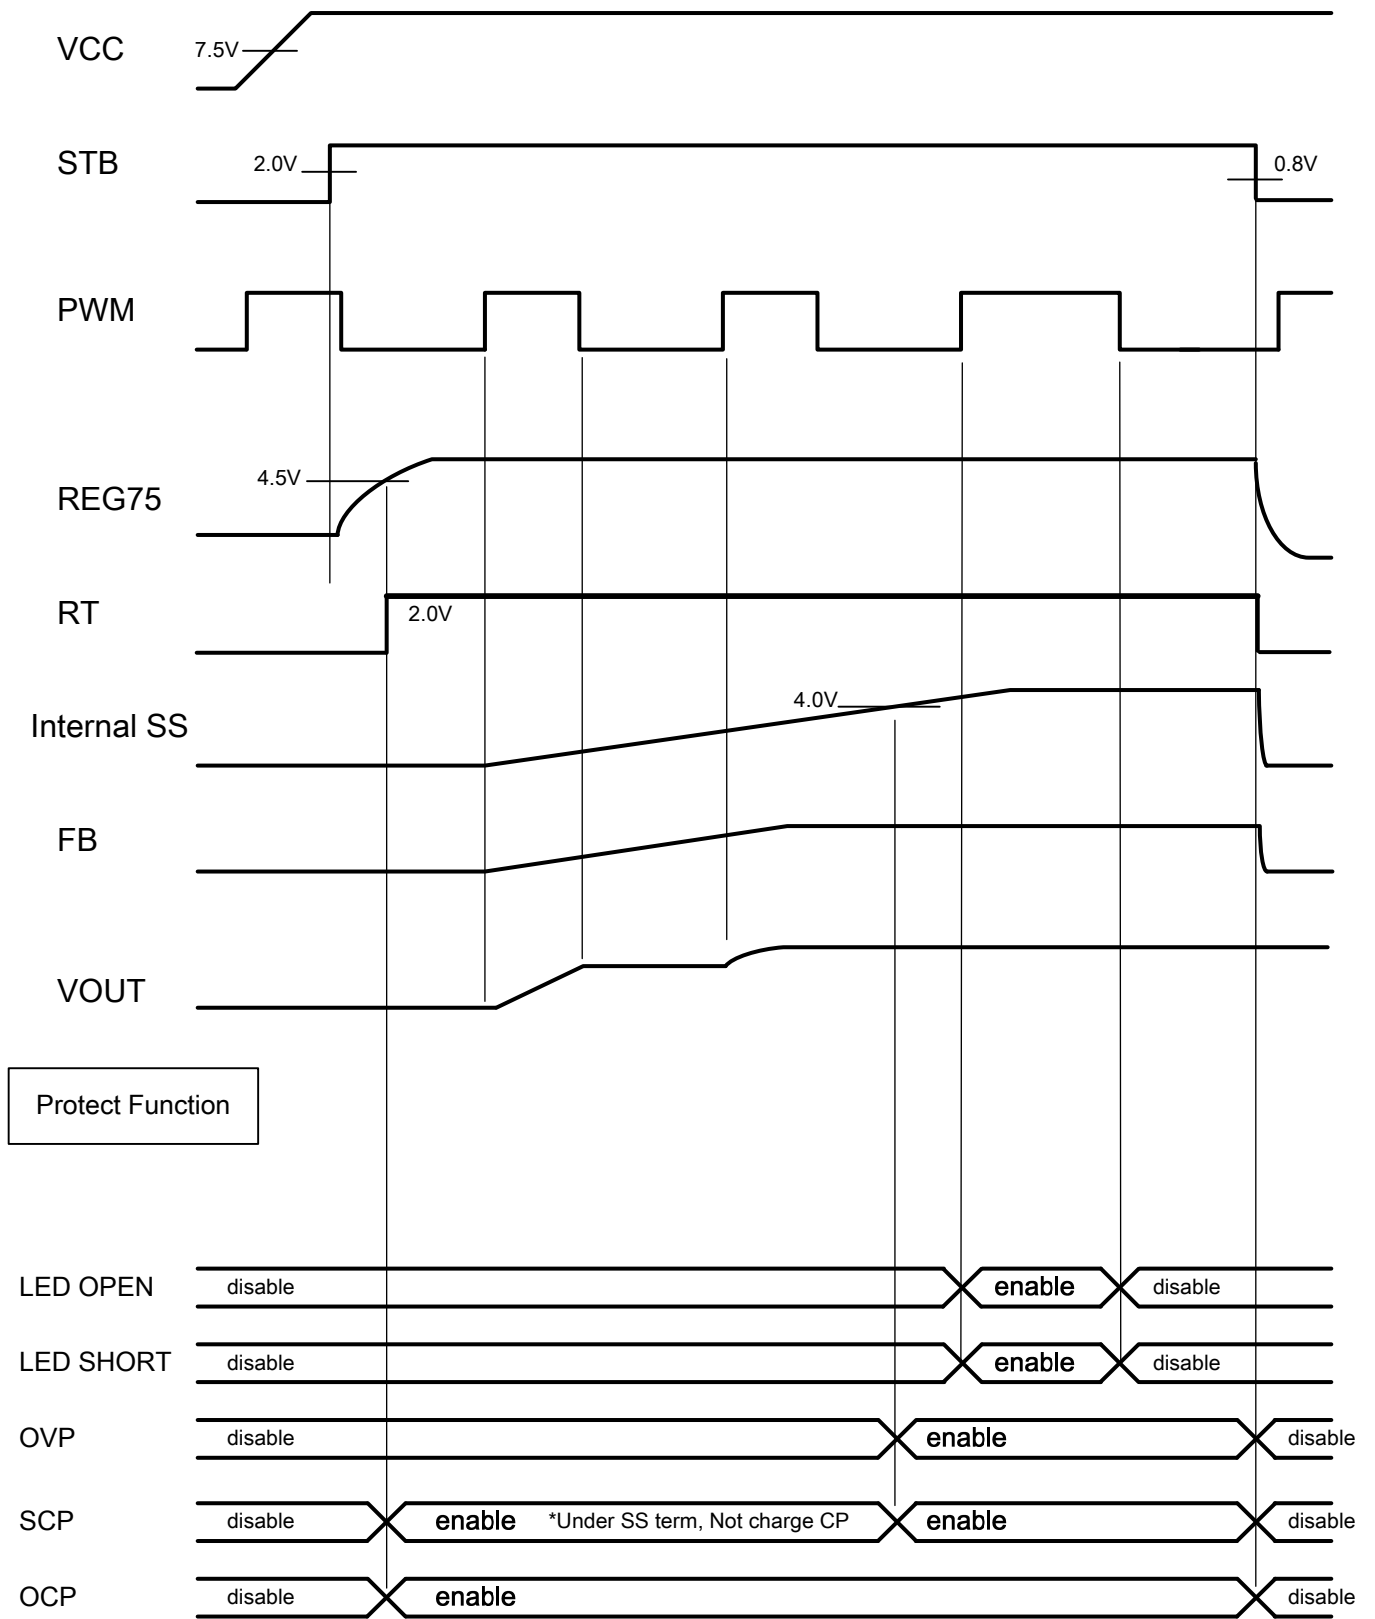 VCC
7.5V
STB
2.0V
0.8V
PWM
REG75
4.5V
RT
2.0V
Internal SS
4.0V
FB
VOUT
Protect Function
LED OPEN disable enable disable
LED SHORT disable enable disable
OVP disable enable disable
SCP disable enable *Under SS term, Not charge CP enable disable
OCP disable enable disable